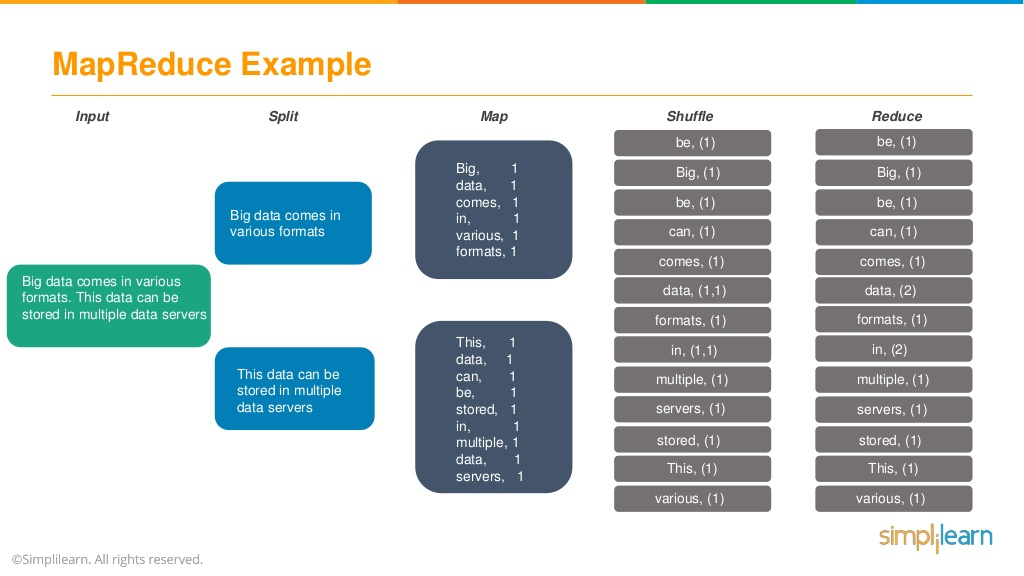 MapReduce Example
Input
Split
Map
Shuffle
Reduce
Big data comes in various
formats. This data can be
stored in multiple data servers
Big data comes in
various formats
This data can be
stored in multiple
data servers
Big, 1
data, 1
comes, 1
in, 1
various, 1
formats, 1
This, 1
data, 1
can, 1
be, 1
stored, 1
in, 1
multiple, 1
data, 1
servers, 1
be, (1)
Big, (1)
be, (1)
can, (1)
comes, (1)
data, (1,1)
formats, (1)
in, (1,1)
multiple, (1)
servers, (1)
stored, (1)
This, (1)
various, (1)
be, (1)
Big, (1)
be, (1)
can, (1)
comes, (1)
data, (2)
formats, (1)
in, (2)
multiple, (1)
servers, (1)
stored, (1)
This, (1)
various, (1)
simplilearn
©Simplilearn. All rights reserved.